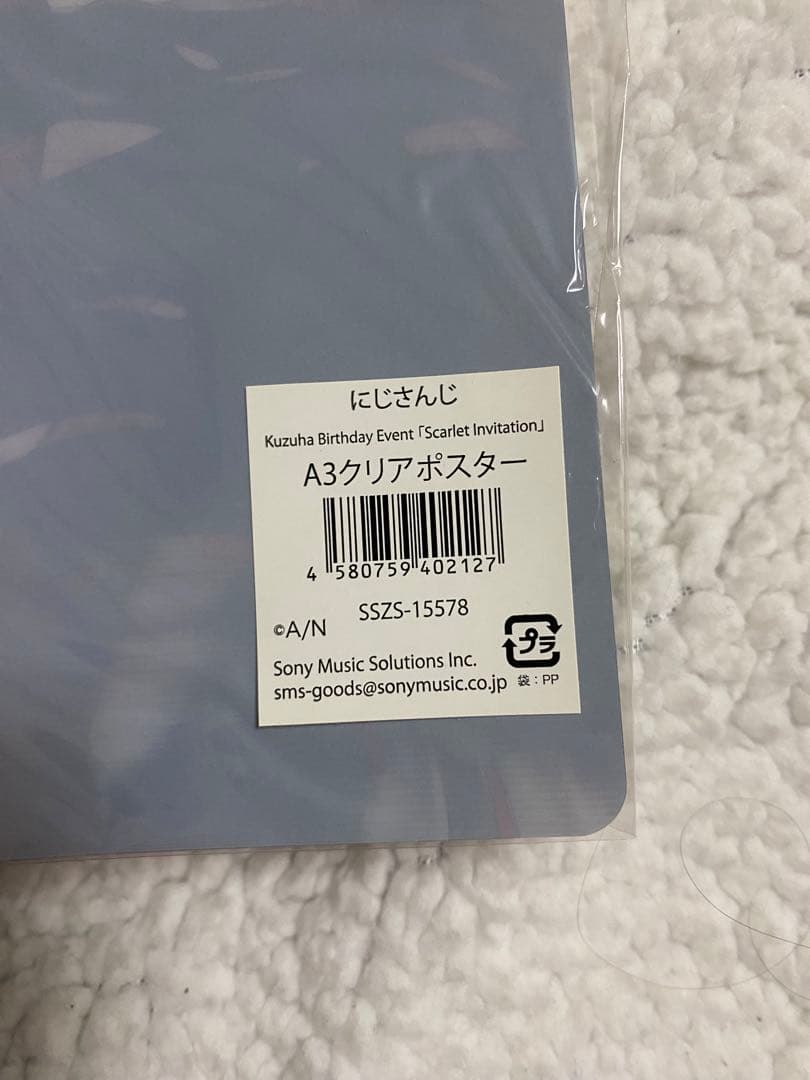 にじさんじ
Kuzuha Birthday Event「Scarlet Invitation」
A3クリアポスター
4 580759 402127
SSZS-15578
©A/N
プラ
Sony Music Solutions Inc.
sms-goods@sonymusic.co.jp
袋：PP